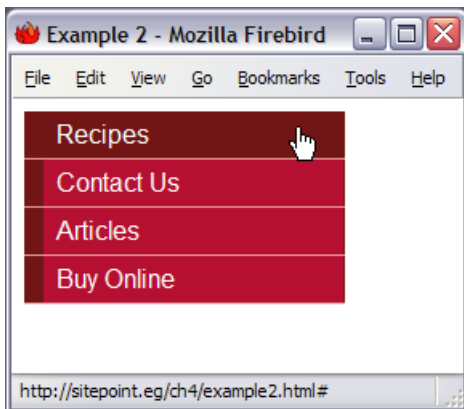 Example 2 - Mozilla Firebird
File Edit View Go Bookmarks Tools Help
Recipes
Contact Us
Articles
Buy Online
http://sitepoint.eg/ch4/example2.html#